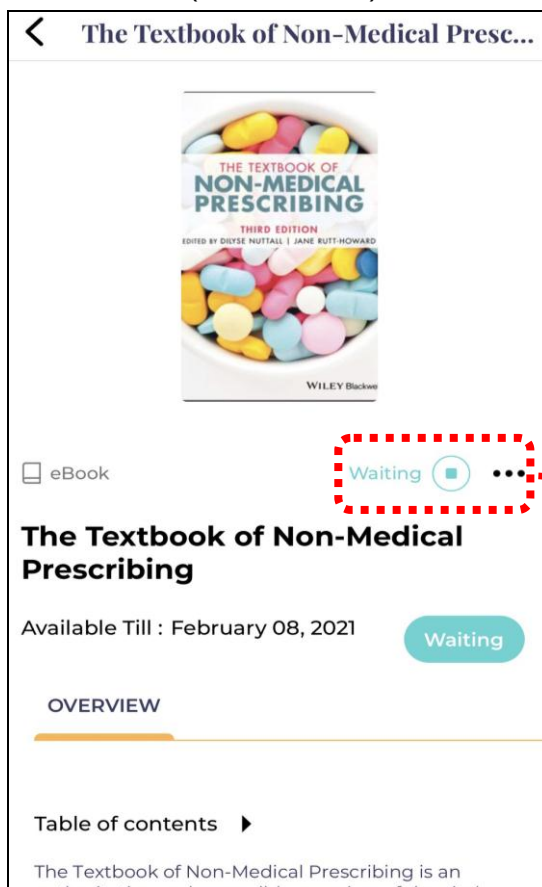 The Textbook of Non-Medical Presc...
THE TEXTBOOK OF
NON-MEDICAL
PRESCRIBING
THIRD EDITION
EDITED BY DILYSE NUTTALL | JANE RUTT-HOWARD
WILEY Blackwe
eBook
Waiting
The Textbook of Non-Medical
Prescribing
Available Till : February 08, 2021
Waiting
OVERVIEW
Table of contents
The Textbook of Non-Medical Prescribing is an